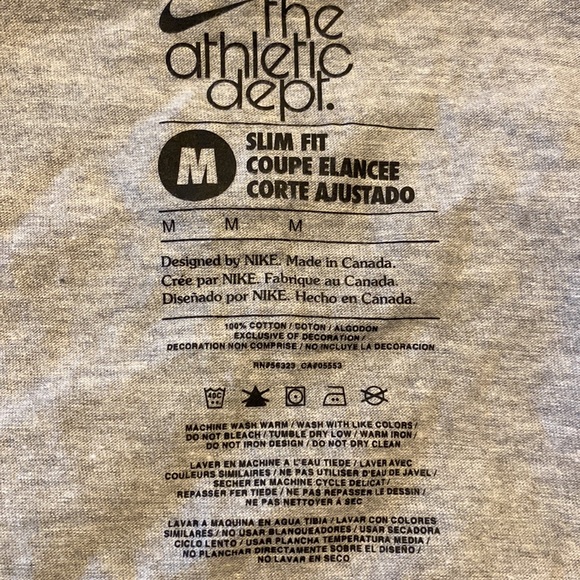 the
athletic
dept.
M
SLIM FIT
COUPE ELANCEE
CORTE AJUSTADO
M M M
Designed by NIKE. Made in Canada.
Crée par NIKE. Fabrique au Canada.
Diseñado por NIKE. Hecho en Canada.
100% COTTON / COTON / ALGODON
EXCLUSIVE OF DECORATION /
DECORATION NON COMPRISE / NO INCLUYE LA DECORACION
RN#56323 CA#05553
40C
MACHINE WASH WARM / WASH WITH LIKE COLORS /
DO NOT BLEACH / TUMBLE DRY LOW / WARM IRON /
DO NOT IRON DESIGN / DO NOT DRY CLEAN
LAVER EN MACHINE A L'EAU TIEDE / LAVER AVEC
COULEURS SIMILAIRES / NE PAS UTILISER D'EAU DE JAVEL /
SECHER EN MACHINE CYCLE DELICAT /
REPASSER FER TIEDE / NE PAS REPASSER LE DESSIN /
NE PAS NETTOYER A SEC
LAVAR A MAQUINA EN AGUA TIBIA / LAVAR CON COLORES
SIMILARES / NO USAR BLANQUEADORES / USAR SECADORA
CICLO LENTO / USAR PLANCHA TEMPERATURA MEDIA /
NO PLANCHAR DIRECTAMENTE SOBRE EL DISEÑO /
NO LAVAR EN SECO